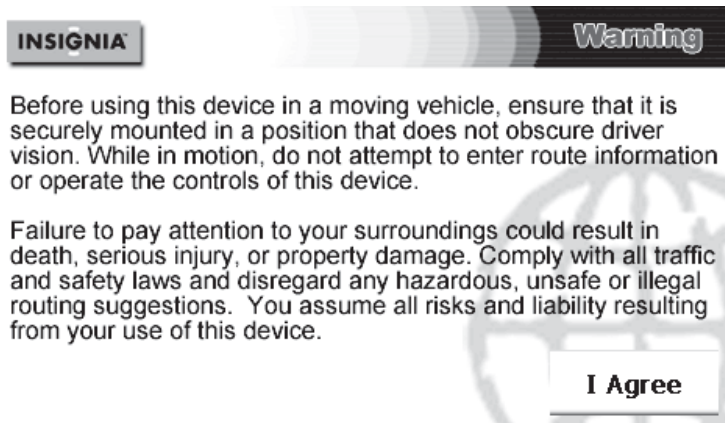 INSIGNIA
Warning
Before using this device in a moving vehicle, ensure that it is
securely mounted in a position that does not obscure driver
vision. While in motion, do not attempt to enter route information
or operate the controls of this device.
Failure to pay attention to your surroundings could result in
death, serious injury, or property damage. Comply with all traffic
and safety laws and disregard any hazardous, unsafe or illegal
routing suggestions.  You assume all risks and liability resulting
from your use of this device.
I Agree